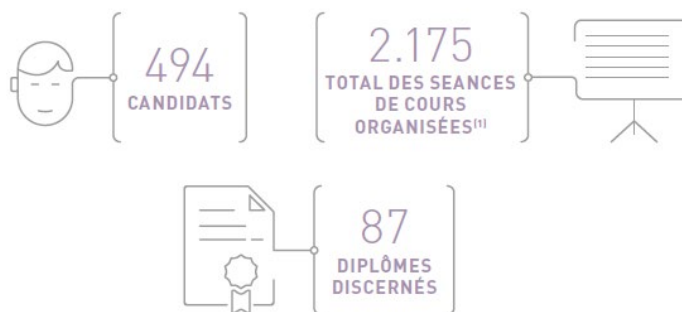 494
CANDIDATS
2.175
TOTAL DES SEANCES
DE COURS
ORGANISÉES(1)
87
DIPLÔMES
DISCERNÉS